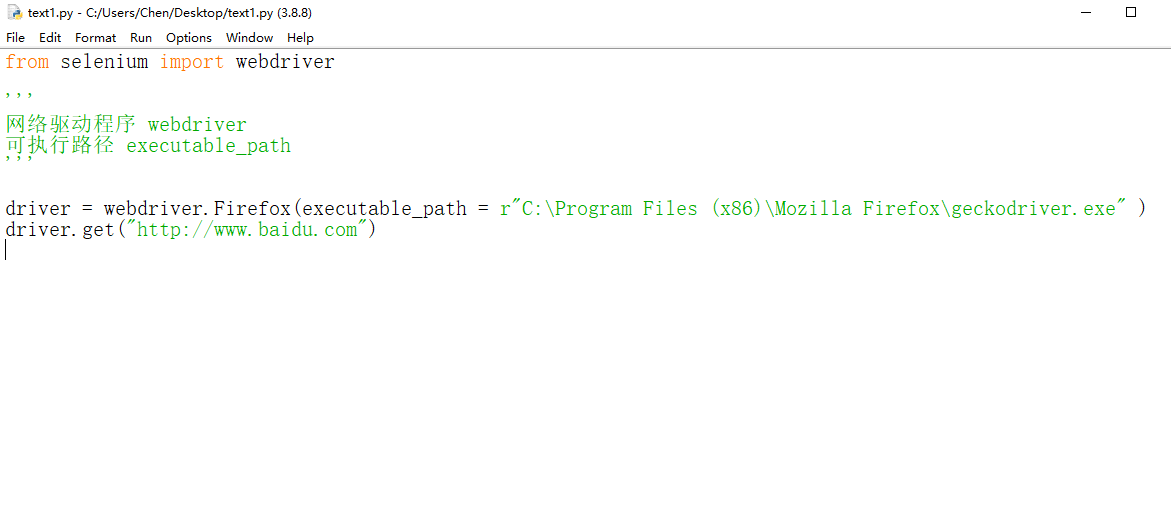 text1.py - C:/Users/Chen/Desktop/text1.py (3.8.8)
File Edit Format Run Options Window Help
from selenium import webdriver
'''
网络驱动程序 webdriver
可执行路径 executable_path
'''
driver = webdriver.Firefox(executable_path = r"C:\Program Files (x86)\Mozilla Firefox\geckodriver.exe" )
driver.get("http://www.baidu.com")